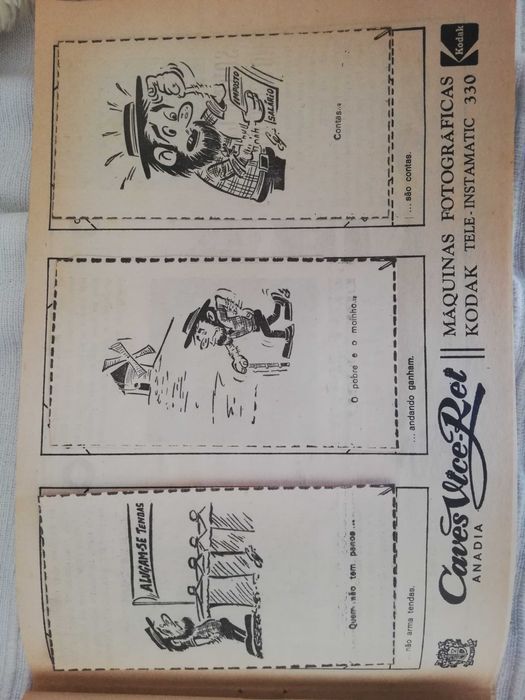 ALUGAM-SE TENDAS
Quem não tem panos ...
... não arma tendas.
O pobre e o moinho...
... andando ganham.
IMPOSTO
SALÁRIO
Contas...
... são contas.
Caves Vice-Rei
ANADIA
MÁQUINAS FOTOGRÁFICAS
KODAK TELE-INSTAMATIC 330
Kodak